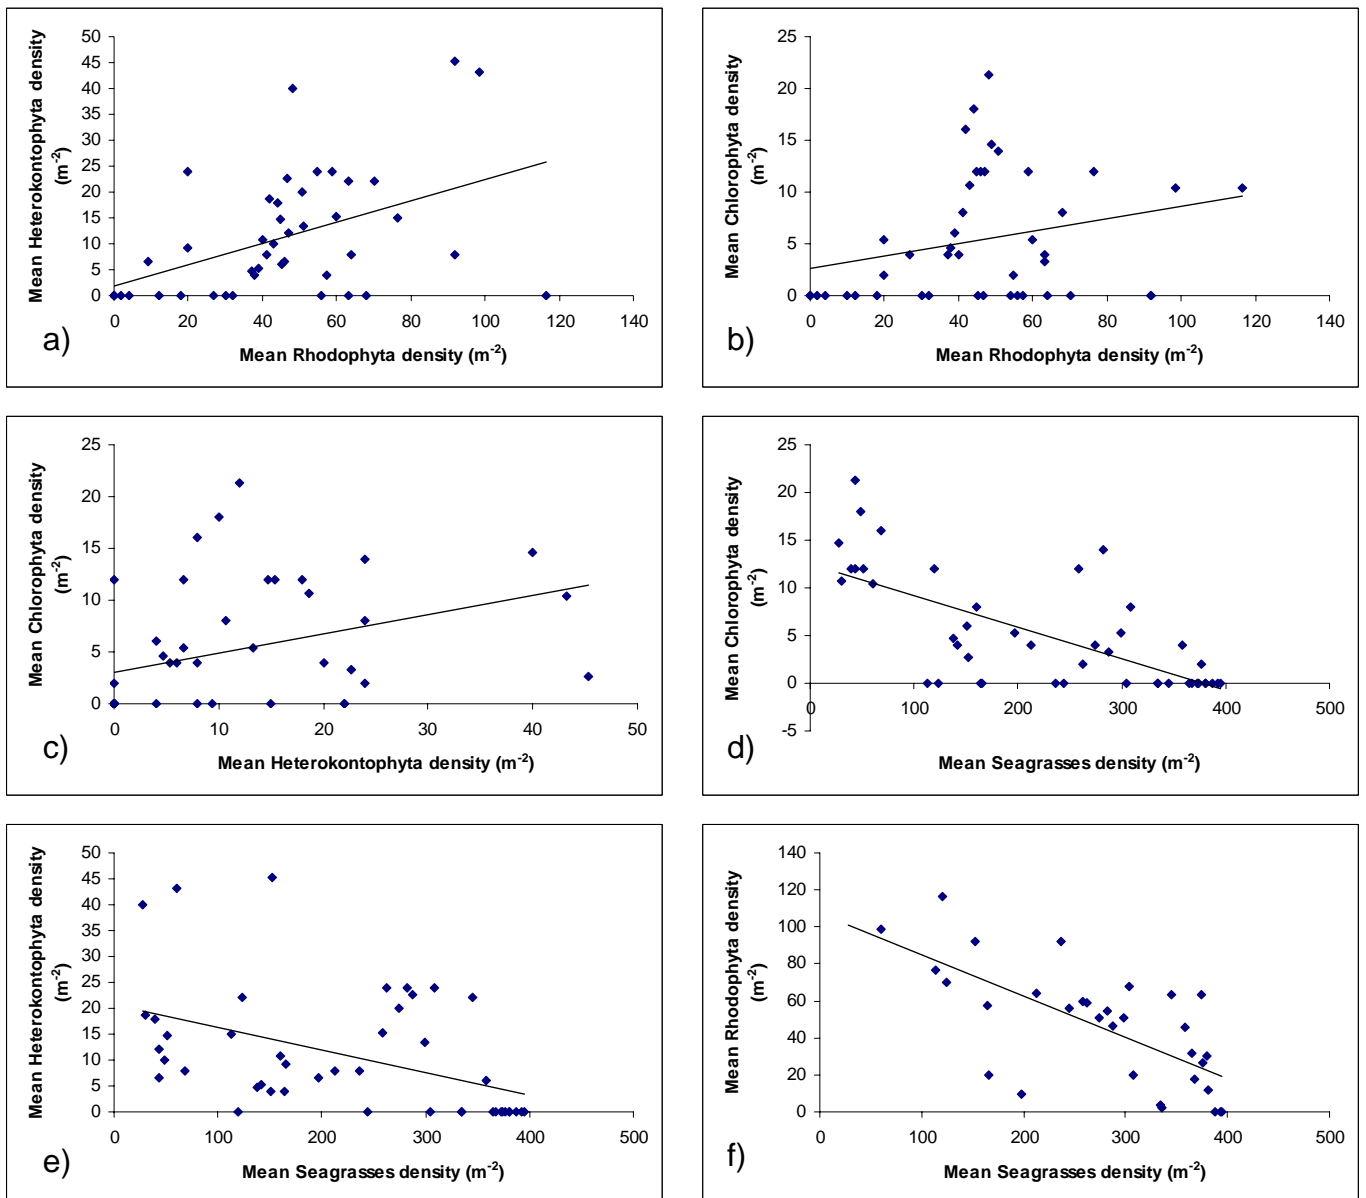 Mean Heterokontophyta density
(m-2)
50
45
40
35
30
25
20
15
10
5
0
0 20 40 60 80 100 120 140
Mean Rhodophyta density (m-2)
a)
Mean Chlorophyta density
(m-2)
25
20
15
10
5
0
0 20 40 60 80 100 120 140
Mean Rhodophyta density (m-2)
b)
Mean Chlorophyta density
(m-2)
25
20
15
10
5
0
0 10 20 30 40 50
Mean Heterokontophyta density (m-2)
c)
Mean Chlorophyta density
(m-2)
25
20
15
10
5
0
-5
0 100 200 300 400 500
Mean Seagrasses density (m-2)
d)
Mean Heterokontophyta density
(m-2)
50
45
40
35
30
25
20
15
10
5
0
0 100 200 300 400 500
Mean Seagrasses density (m-2)
e)
Mean Rhodophyta density
(m-2)
140
120
100
80
60
40
20
0
0 100 200 300 400 500
Mean Seagrasses density (m-2)
f)